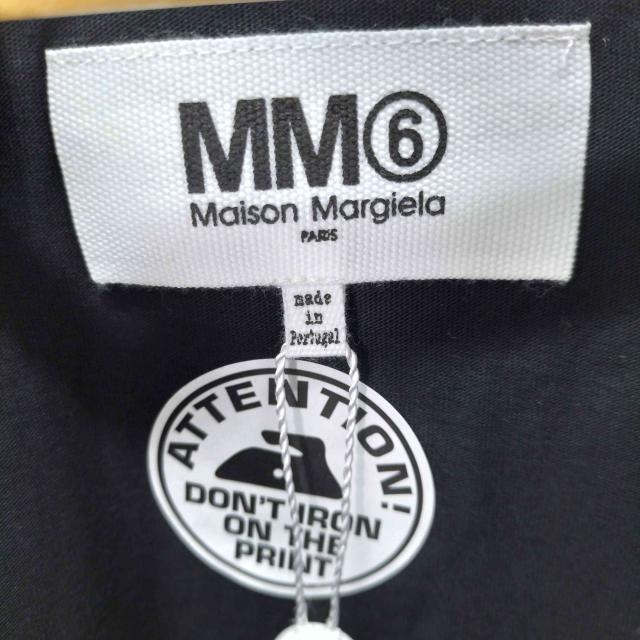 MM⑥
Maison Margiela
PARIS
made
in
Portugal
ATTENTION!
DON'T IRON
ON THE
PRINT